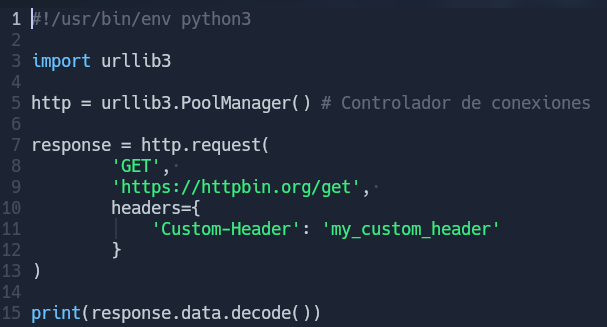 1 #!/usr/bin/env python3
2
3 import urllib3
4
5 http = urllib3.PoolManager() # Controlador de conexiones
6
7 response = http.request(
8         'GET',
9         'https://httpbin.org/get',
10         headers={
11             'Custom-Header': 'my_custom_header'
12         }
13 )
14
15 print(response.data.decode())